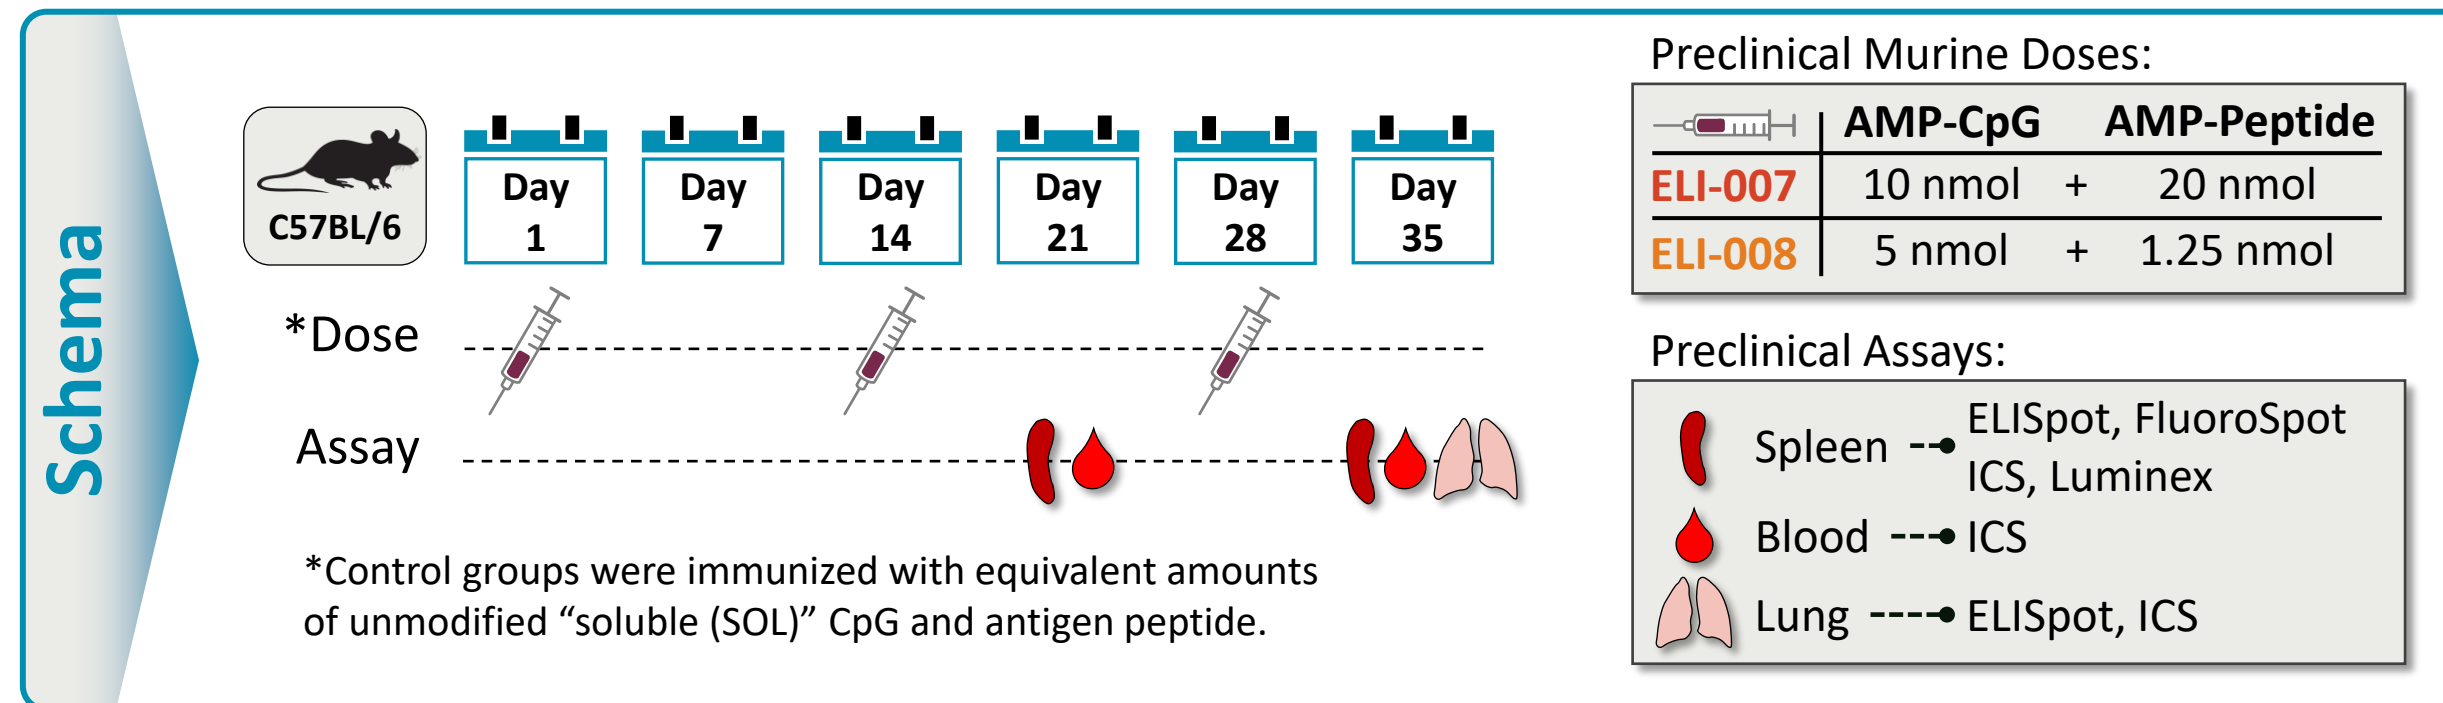 Schema
C57BL/6
Day 1
Day 7
Day 14
Day 21
Day 28
Day 35
*Dose
Assay
*Control groups were immunized with equivalent amounts
of unmodified “soluble (SOL)” CpG and antigen peptide.
Preclinical Murine Doses:
AMP-CpG AMP-Peptide
ELI-007 10 nmol + 20 nmol
ELI-008 5 nmol + 1.25 nmol
Preclinical Assays:
Spleen ELISpot, FluoroSpot
ICS, Luminex
Blood ICS
Lung ELISpot, ICS